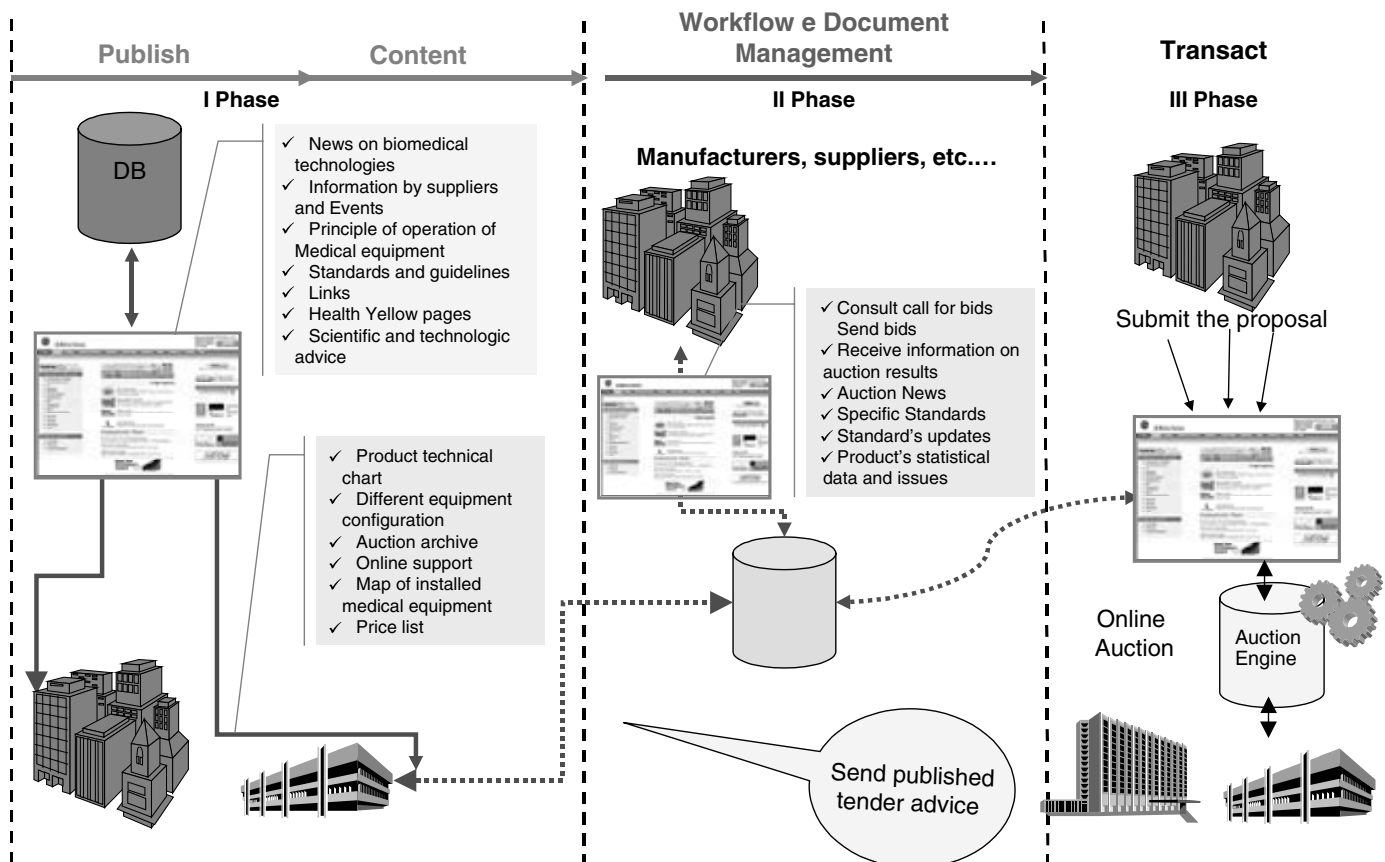 Publish
Content
I Phase
DB
✓ News on biomedical
technologies
✓ Information by suppliers
and Events
✓ Principle of operation of
Medical equipment
✓ Standards and guidelines
✓ Links
✓ Health Yellow pages
✓ Scientific and technologic
advice
✓ Product technical
chart
✓ Different equipment
configuration
✓ Auction archive
✓ Online support
✓ Map of installed
medical equipment
✓ Price list
Workflow e Document
Management
II Phase
Manufacturers, suppliers, etc....
✓ Consult call for bids
Send bids
✓ Receive information on
auction results
✓ Auction News
✓ Specific Standards
✓ Standard's updates
✓ Product's statistical
data and issues
Send published
tender advice
Transact
III Phase
Submit the proposal
Online
Auction
Auction
Engine